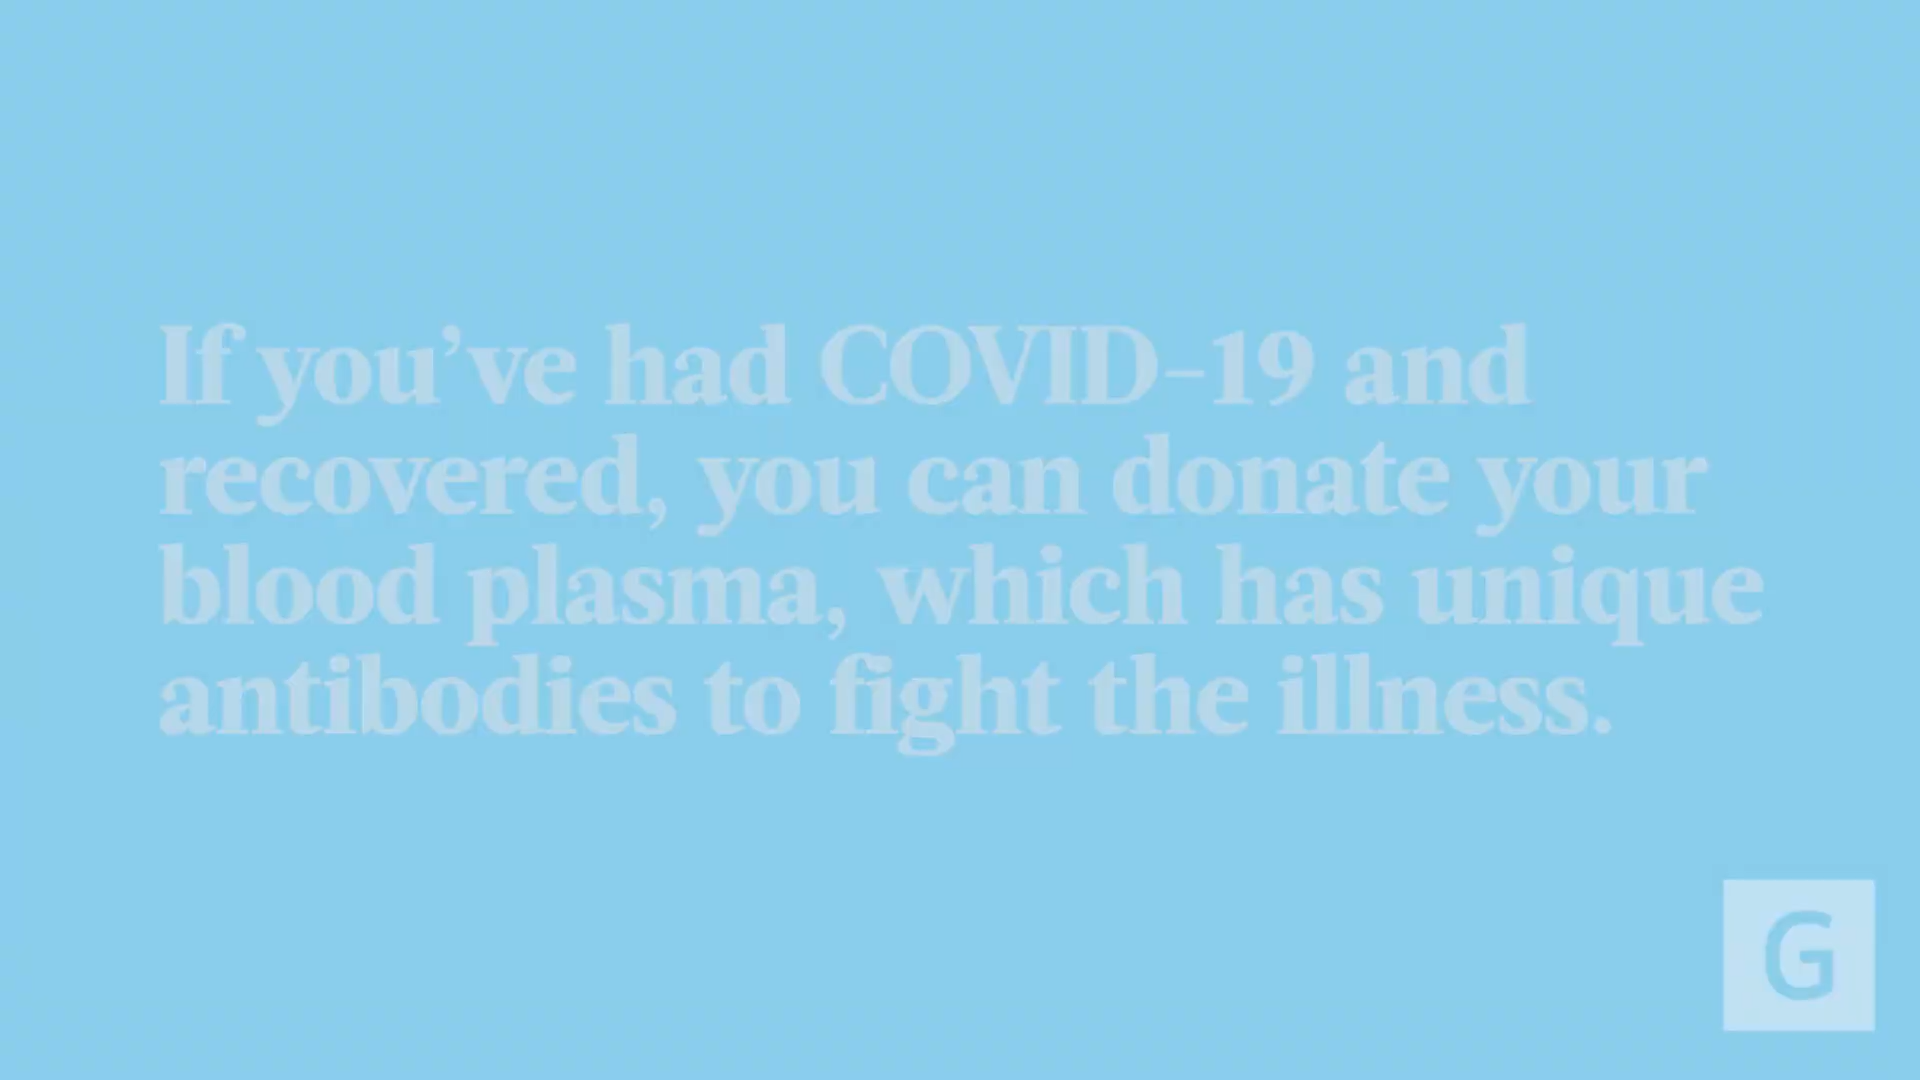 If you’ve had COVID-19 and
recovered, you can donate your
blood plasma, which has unique
antibodies to fight the illness.
G